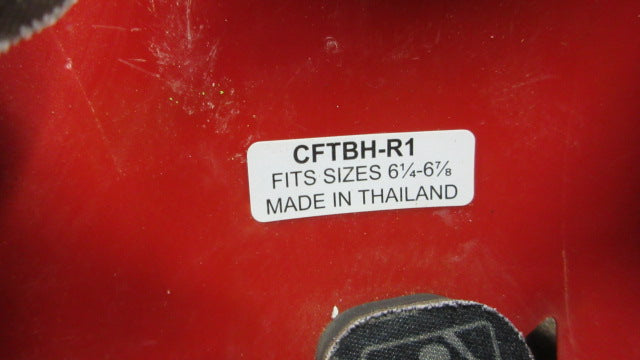 CFTBH-R1
FITS SIZES 6¼-6⅞
MADE IN THAILAND